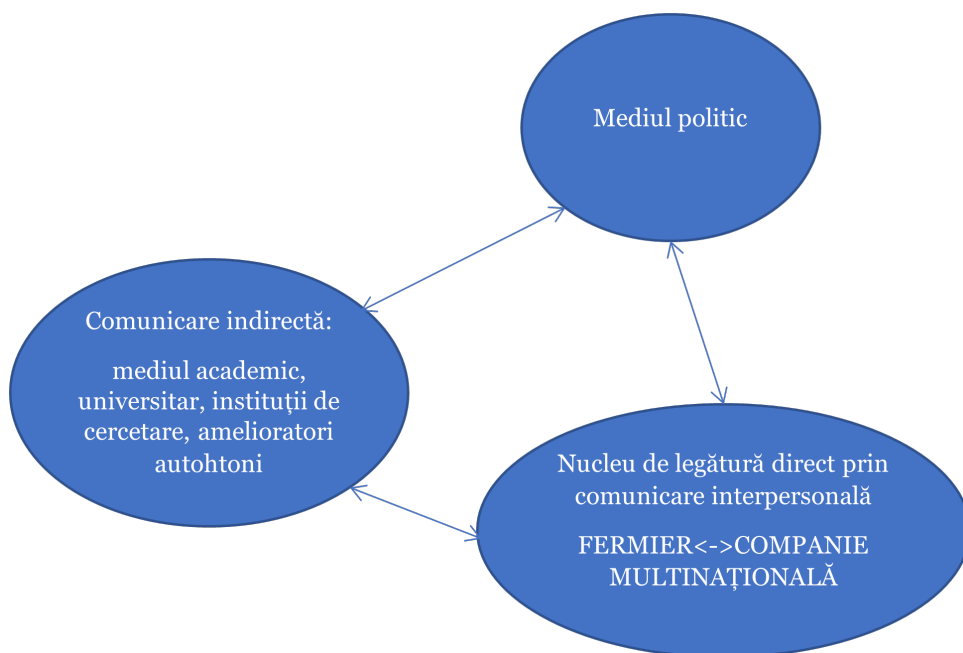 Mediul politic
Comunicare indirectă:
mediul academic,
universitar, instituții de
cercetare, amelioratori
autohtoni
Nucleu de legătură direct prin
comunicare interpersonală
FERMIER<->COMPANIE
MULTINAȚIONALĂ